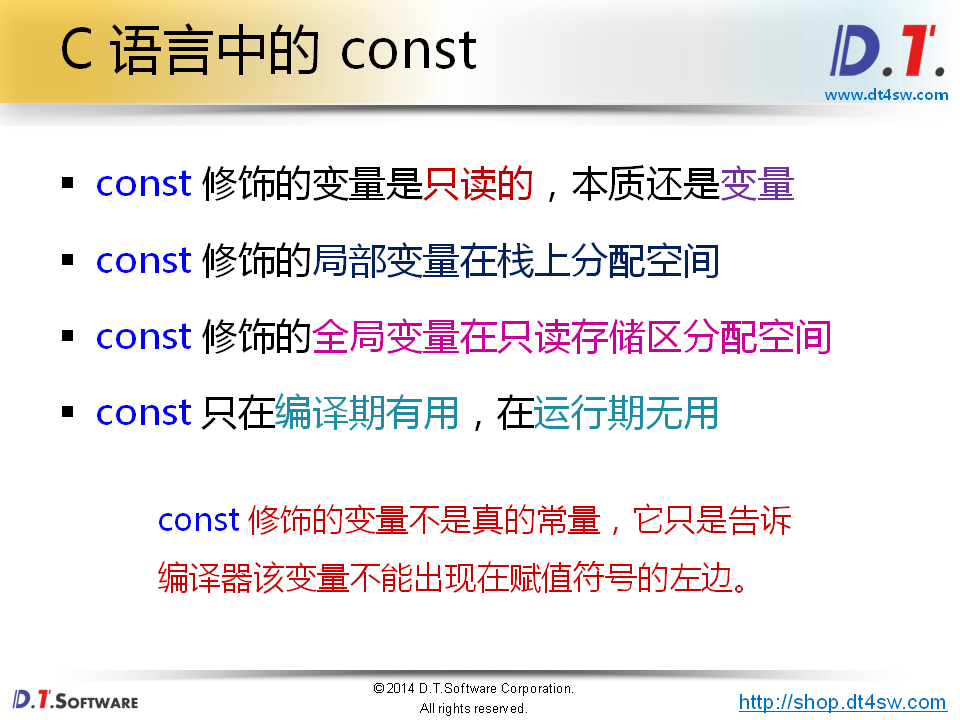 C 语言中的 const
D.T.
www.dt4sw.com
▪ const 修饰的变量是只读的，本质还是变量
▪ const 修饰的局部变量在栈上分配空间
▪ const 修饰的全局变量在只读存储区分配空间
▪ const 只在编译期有用，在运行期无用
const 修饰的变量不是真的常量，它只是告诉
编译器该变量不能出现在赋值符号的左边。
D.T.SOFTWARE
©2014 D.T.Software Corporation.
All rights reserved.
http://shop.dt4sw.com